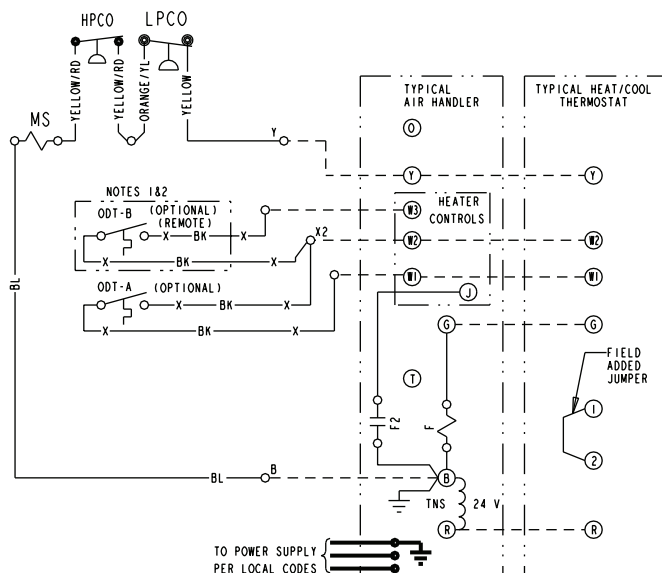 HPCO
LPCO
YELLOW/RD
YELLOW/RD
ORANGE/YL
YELLOW
MS
Y
TYPICAL
AIR HANDLER
TYPICAL HEAT/COOL
THERMOSTAT
O
Y
Y
NOTES 1&2
ODT-B
(OPTIONAL)
(REMOTE)
X BK X
X BK X
X2
HEATER
CONTROLS
W3
W2
W2
W1
W1
J
ODT-A (OPTIONAL)
X BK X
X BK X
BL
G
G
T
F2
F
FIELD
ADDED
JUMPER
1
2
BL
B
B
TNS
24 V
R
R
TO POWER SUPPLY
PER LOCAL CODES